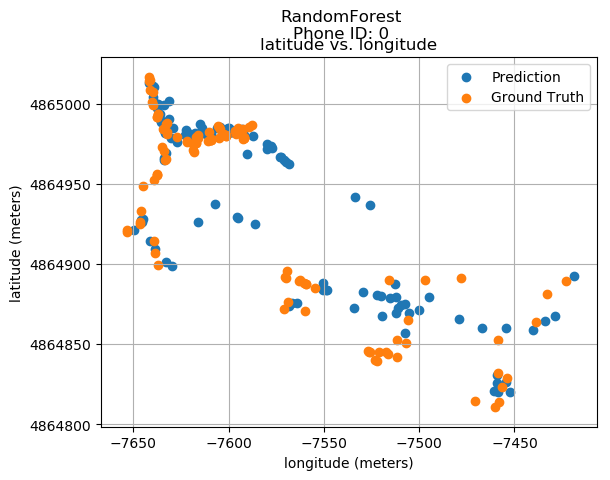 RandomForest
Phone ID: 0
latitude vs. longitude
Prediction
Ground Truth
4865000
4864950
4864900
4864850
4864800
latitude (meters)
−7650
−7600
−7550
−7500
−7450
longitude (meters)